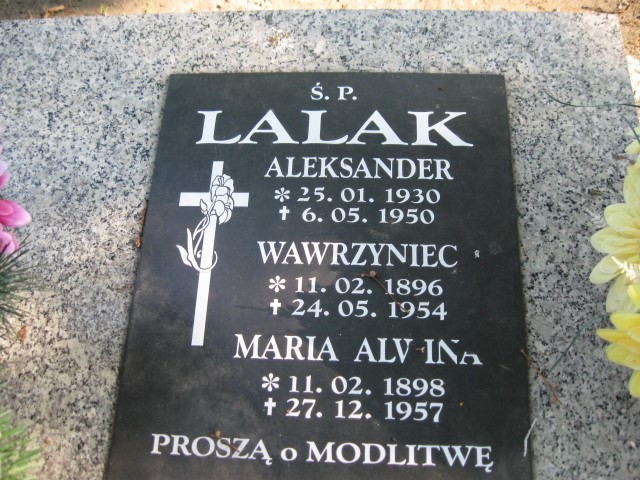 Ś. P.
LALAK
ALEKSANDER
* 25. 01. 1930
† 6. 05. 1950
WAWRZYNIEC
* 11. 02. 1896
† 24. 05. 1954
MARIA
* 11. 02. 1898
† 27. 12. 1957
PROSZĄ o MODLITWĘ